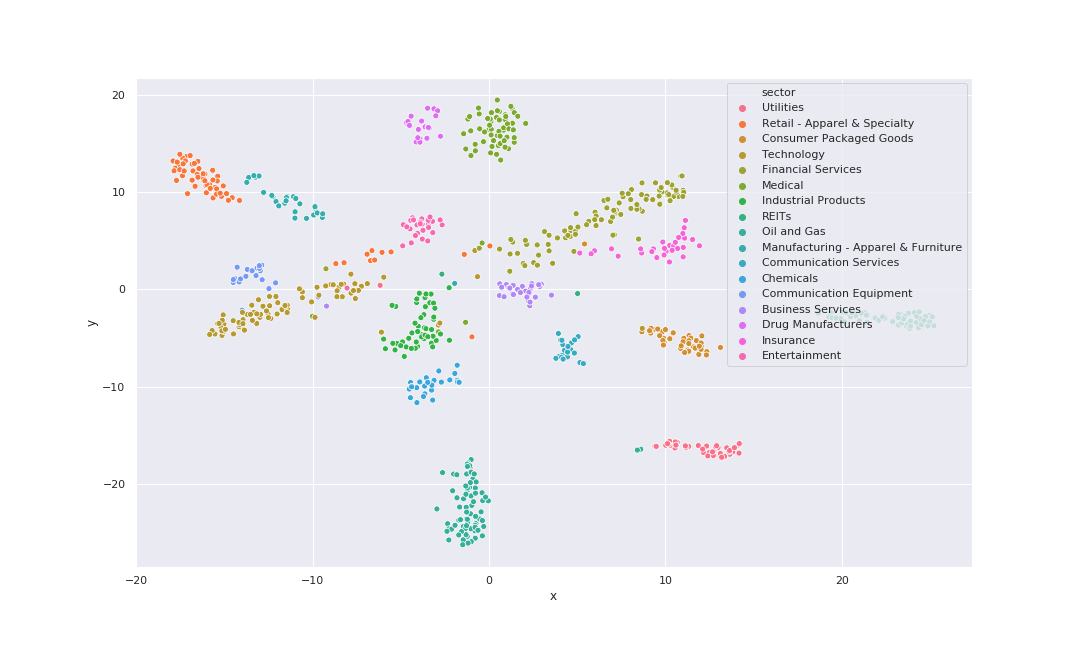 20
10
0
−10
−20
−20
−10
0
10
20
x
y
sector
Utilities
Retail - Apparel & Specialty
Consumer Packaged Goods
Technology
Financial Services
Medical
Industrial Products
REITs
Oil and Gas
Manufacturing - Apparel & Furniture
Communication Services
Chemicals
Communication Equipment
Business Services
Drug Manufacturers
Insurance
Entertainment